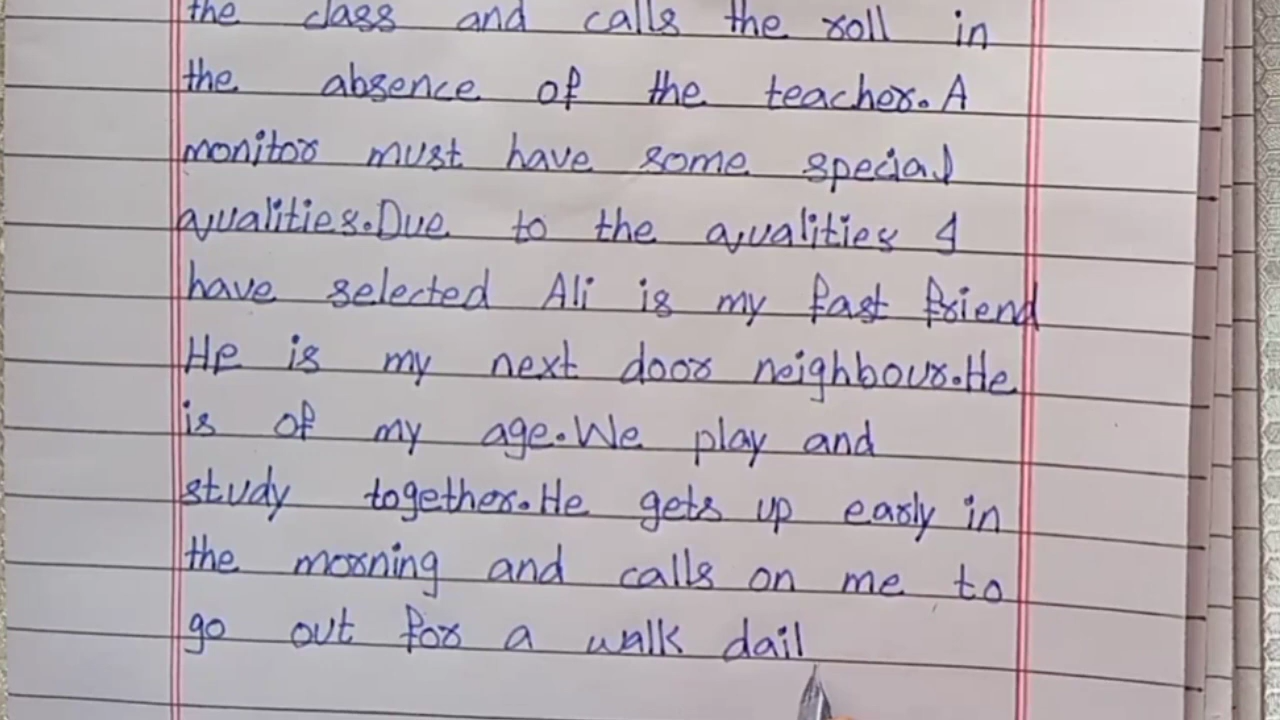 the class and calls the roll in
the absence of the teacher. A
monitor must have some special
qualities. Due to the qualities I
have selected Ali is my fast friend
He is my next door neighbour. He
is of my age. We play and
study together. He gets up early in
the morning and calls on me to
go out for a walk dail